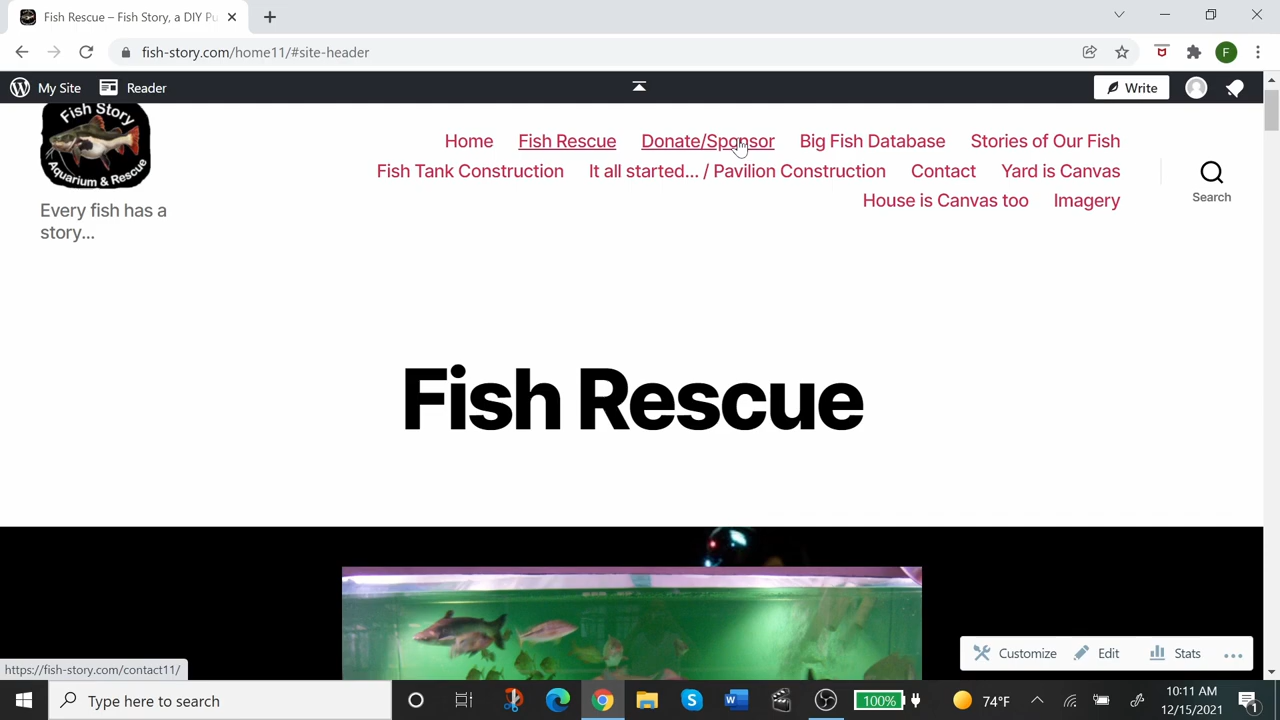 Fish Rescue – Fish Story, a DIY Pu
fish-story.com/home11/#site-header
F
My Site
Reader
Write
Fish Story
Aquarium & Rescue
Every fish has a
story...
Home Fish Rescue Donate/Sponsor Big Fish Database Stories of Our Fish
Fish Tank Construction It all started... / Pavilion Construction Contact Yard is Canvas
House is Canvas too Imagery
Search
Fish Rescue
Customize Edit Stats ...
https://fish-story.com/contact11/
Type here to search
100%
74°F
10:11 AM
12/15/2021
1